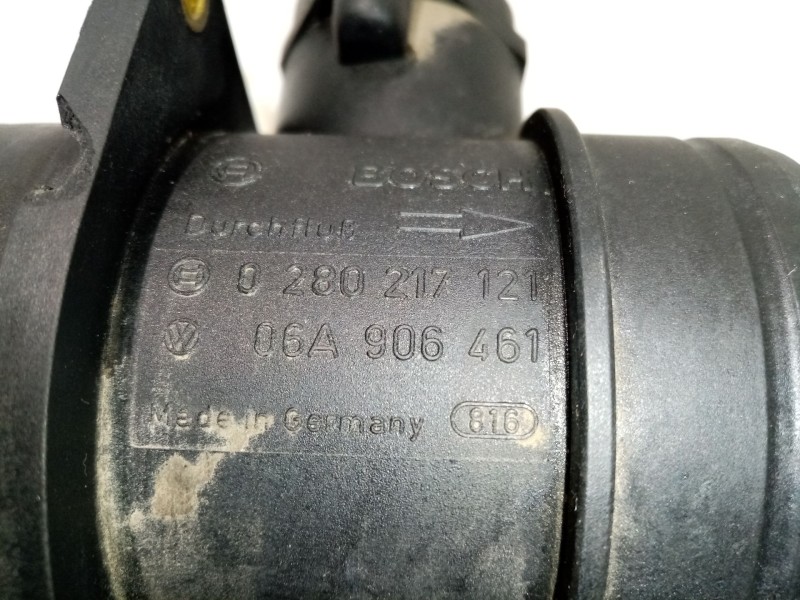 BOSCH
Durchfluß
0 280 217 121
06A 906 461
Made in Germany 816